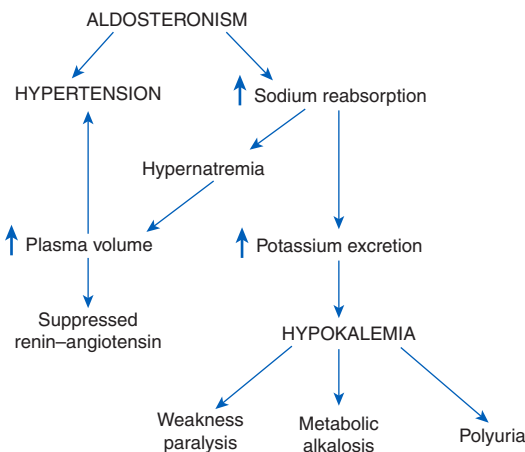 ALDOSTERONISM
HYPERTENSION
Sodium reabsorption
Hypernatremia
Plasma volume
Potassium excretion
Suppressed
renin–angiotensin
HYPOKALEMIA
Weakness
paralysis
Metabolic
alkalosis
Polyuria